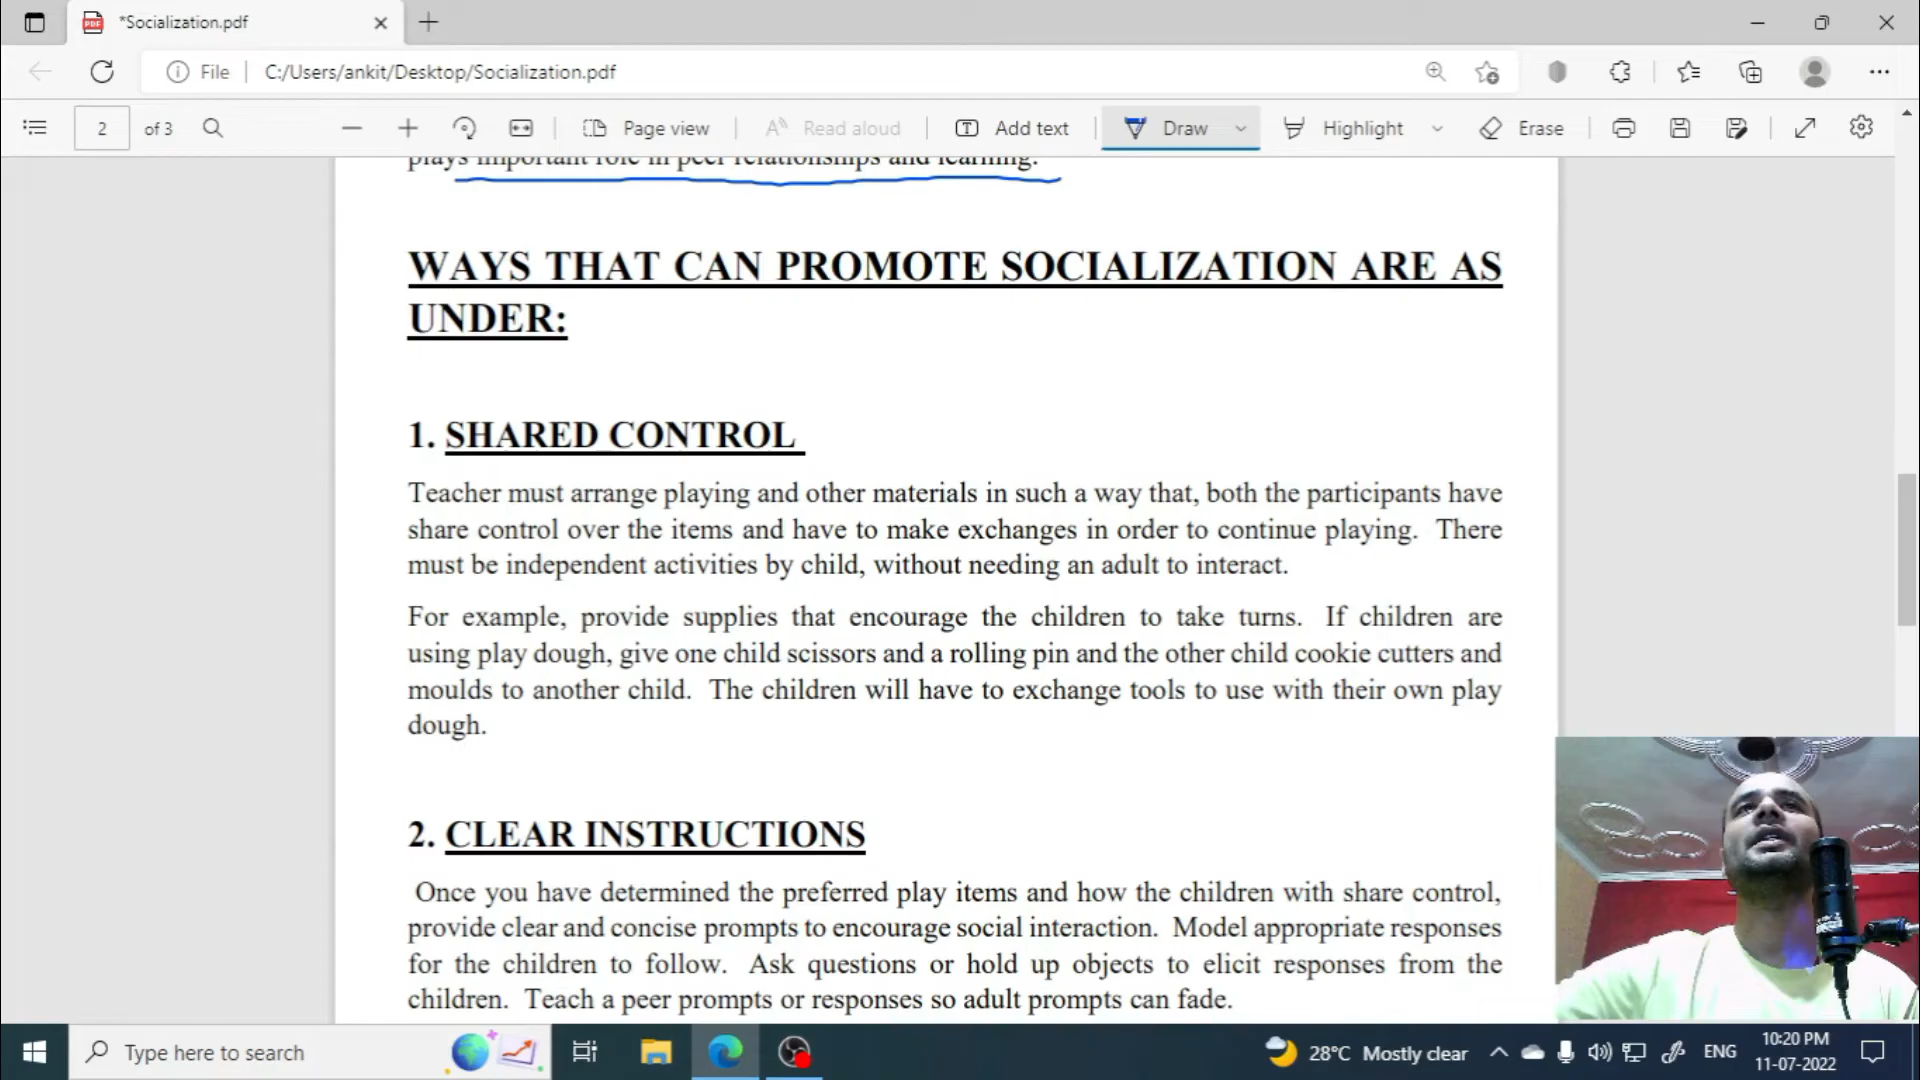 *Socialization.pdf
File
C:/Users/ankit/Desktop/Socialization.pdf
2 of 3
Page view
Read aloud
Add text
Draw
Highlight
Erase
plays important role in peer relationships and learning.
WAYS THAT CAN PROMOTE SOCIALIZATION ARE AS
UNDER:
1. SHARED CONTROL
Teacher must arrange playing and other materials in such a way that, both the participants have
share control over the items and have to make exchanges in order to continue playing. There
must be independent activities by child, without needing an adult to interact.
For example, provide supplies that encourage the children to take turns. If children are
using play dough, give one child scissors and a rolling pin and the other child cookie cutters and
moulds to another child. The children will have to exchange tools to use with their own play
dough.
2. CLEAR INSTRUCTIONS
Once you have determined the preferred play items and how the children with share control,
provide clear and concise prompts to encourage social interaction. Model appropriate responses
for the children to follow. Ask questions or hold up objects to elicit responses from the
children. Teach a peer prompts or responses so adult prompts can fade.
Type here to search
28°C Mostly clear
ENG
10:20 PM
11-07-2022